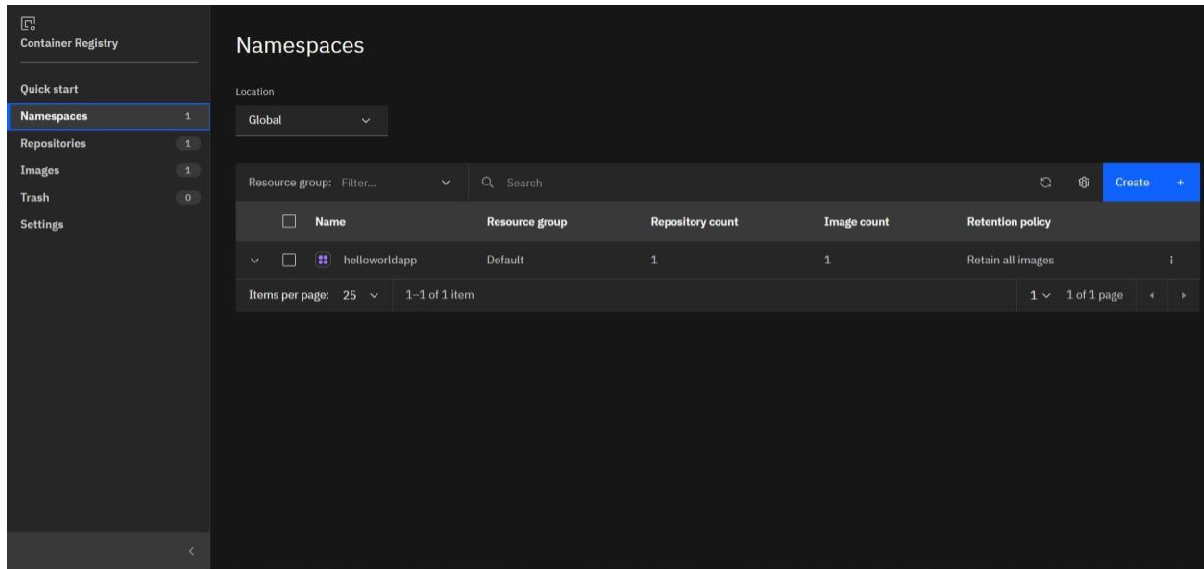 Container Registry
Quick start
Namespaces 1
Repositories 1
Images 1
Trash 0
Settings
Namespaces
Location
Global
Resource group: Filter... Search Create +
Name Resource group Repository count Image count Retention policy
helloworldapp Default 1 1 Retain all images
Items per page: 25 1–1 of 1 item 1 1 of 1 page